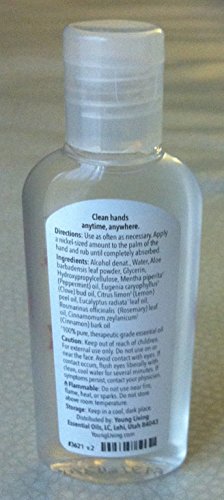 Clean hands
anytime, anywhere.
Directions: Use as often as necessary. Apply
a nickel-sized amount to the palm of the
hand and rub until completely absorbed.
Ingredients: Alcohol denat., Water, Aloe
barbadensis leaf powder, Glycerin,
Hydroxypropylcellulose, Mentha piperita†
(Peppermint) oil, Eugenia caryophyllus†
(Clove) bud oil, Citrus limon† (Lemon)
peel oil, Eucalyptus radiata† leaf oil,
Rosmarinus officinalis† (Rosemary) leaf
oil, Cinnamomum zeylanicum†
(Cinnamon) bark oil
†100% pure, therapeutic-grade essential oil
Caution: Keep out of reach of children.
For external use only. Do not use on or
near the face. Avoid contact with eyes. If
contact occurs, flush eyes liberally with
clean, cool water for several minutes. If
symptoms persist, contact your physician.
Flammable: Do not use near fire,
flame, heat, or sparks. Do not store
above room temperature.
Storage: Keep in a cool, dark place.
Distributed by Young Living
Essential Oils, LC, Lehi, Utah 84043
YoungLiving.com
#3621 v.2